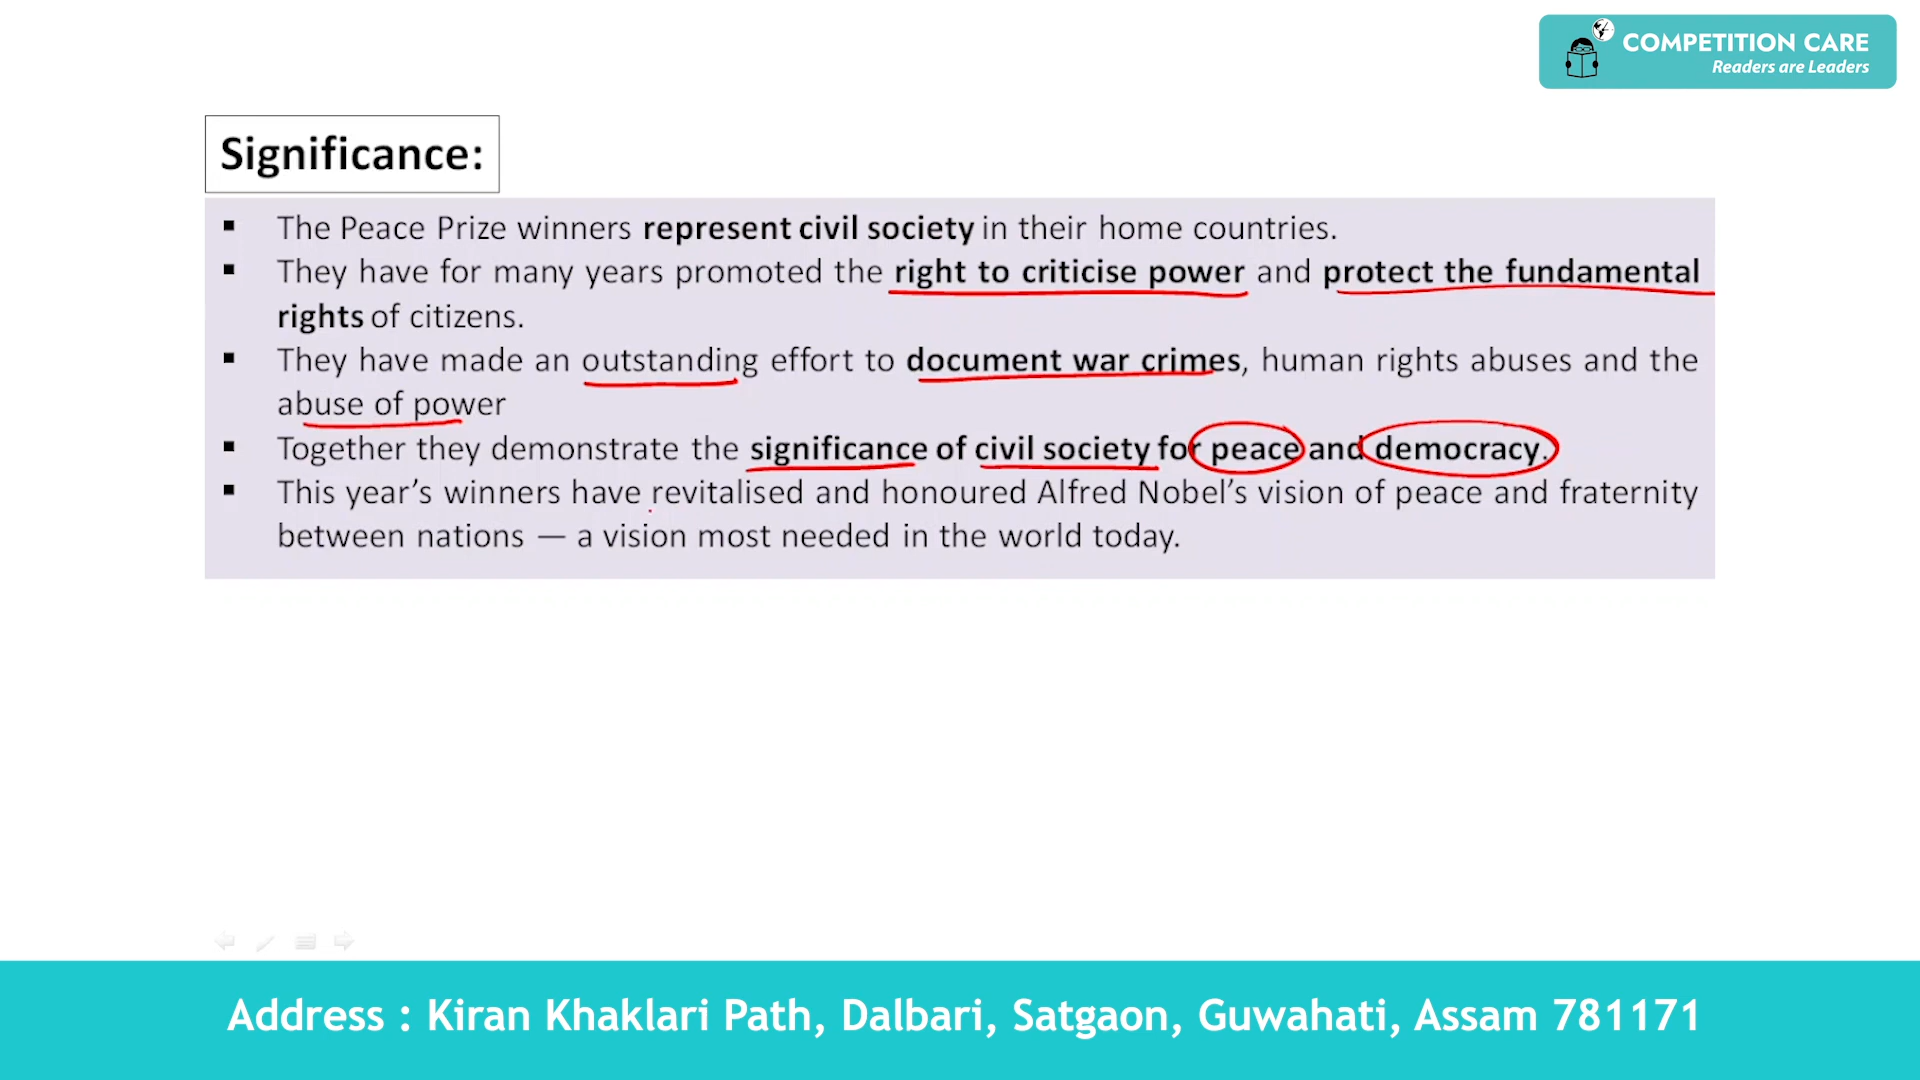 COMPETITION CARE
Readers are Leaders
Significance:
▪ The Peace Prize winners represent civil society in their home countries.
▪ They have for many years promoted the right to criticise power and protect the fundamental
rights of citizens.
▪ They have made an outstanding effort to document war crimes, human rights abuses and the
abuse of power
▪ Together they demonstrate the significance of civil society for peace and democracy.
▪ This year’s winners have revitalised and honoured Alfred Nobel’s vision of peace and fraternity
between nations — a vision most needed in the world today.
Address : Kiran Khaklari Path, Dalbari, Satgaon, Guwahati, Assam 781171